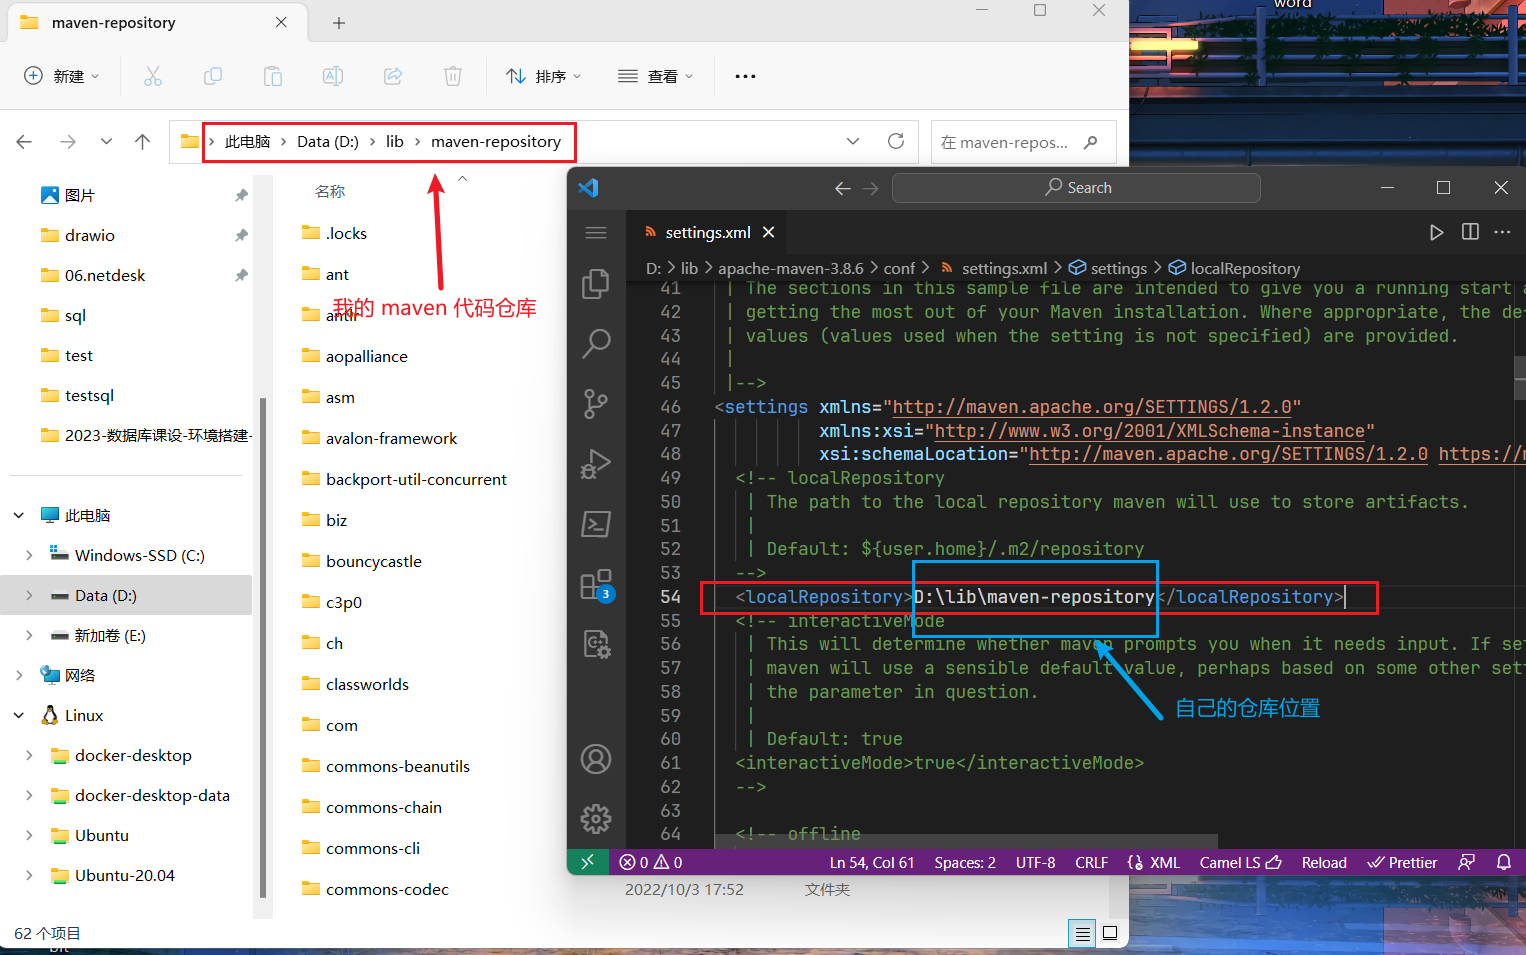 word
maven-repository
新建
排序
查看
此电脑 > Data (D:) > lib > maven-repository
在 maven-repos...
图片
drawio
06.netdesk
sql
test
testsql
2023-数据库课设-环境搭建-
此电脑
Windows-SSD (C:)
Data (D:)
新加卷 (E:)
网络
Linux
docker-desktop
docker-desktop-data
Ubuntu
Ubuntu-20.04
名称
.locks
ant
antlr
我的 maven 代码仓库
aopalliance
asm
avalon-framework
backport-util-concurrent
biz
bouncycastle
c3p0
ch
classworlds
com
commons-beanutils
commons-chain
commons-cli
commons-codec
2022/10/3 17:52 文件夹
62 个项目
Search
settings.xml
D: > lib > apache-maven-3.8.6 > conf > settings.xml > settings > localRepository
41 | The sections in this sample file are intended to give you a running start a
42 | getting the most out of your Maven installation. Where appropriate, the de
43 | values (values used when the setting is not specified) are provided.
44 |
45 |-->
46 <settings xmlns="http://maven.apache.org/SETTINGS/1.2.0"
47 xmlns:xsi="http://www.w3.org/2001/XMLSchema-instance"
48 xsi:schemaLocation="http://maven.apache.org/SETTINGS/1.2.0 https://m
49 <!-- localRepository
50 | The path to the local repository maven will use to store artifacts.
51 |
52 | Default: ${user.home}/.m2/repository
53 -->
54 <localRepository>D:\lib\maven-repository</localRepository>
55 <!-- interactiveMode
56 | This will determine whether maven prompts you when it needs input. If se
57 | maven will use a sensible default value, perhaps based on some other sett
58 | the parameter in question.
59 |
60 | Default: true
61 <interactiveMode>true</interactiveMode>
62 -->
63
64 <!-- offline
自己的仓库位置
3
0 0
Ln 54, Col 61
Spaces: 2
UTF-8
CRLF
XML
Camel LS
Reload
Prettier